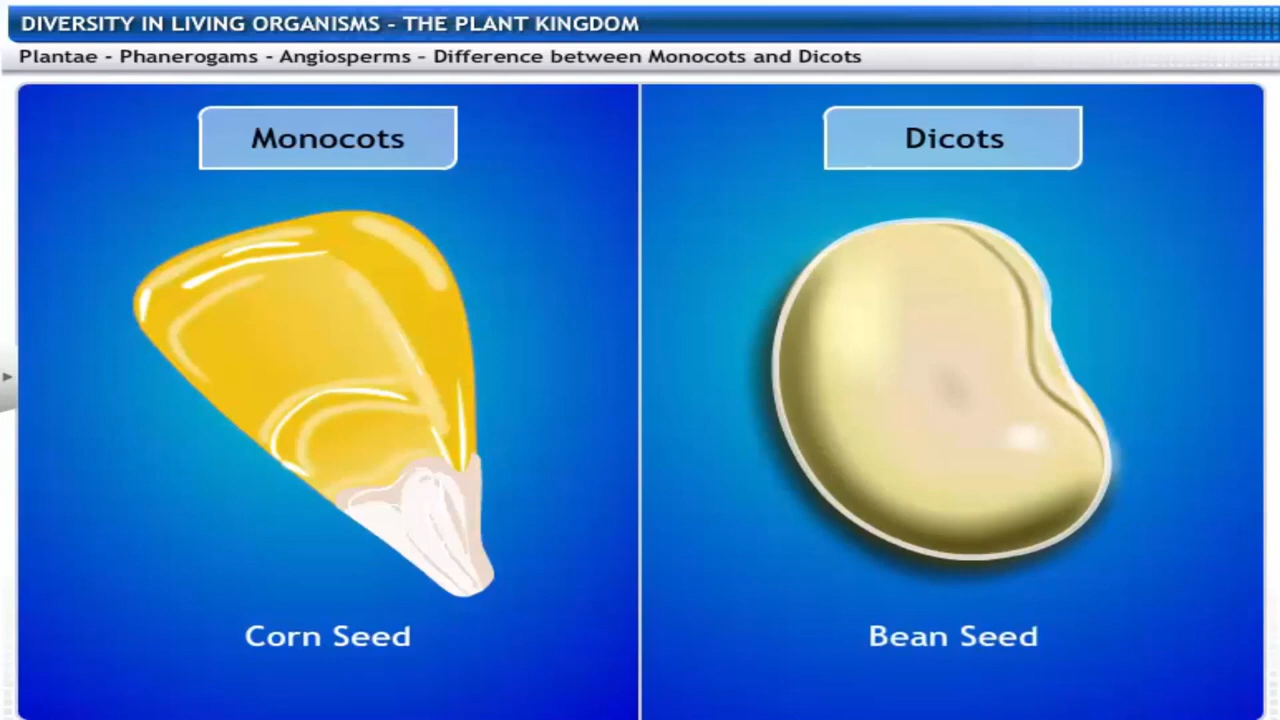 DIVERSITY IN LIVING ORGANISMS - THE PLANT KINGDOM
Plantae - Phanerogams - Angiosperms - Difference between Monocots and Dicots
Monocots
Dicots
Corn Seed
Bean Seed